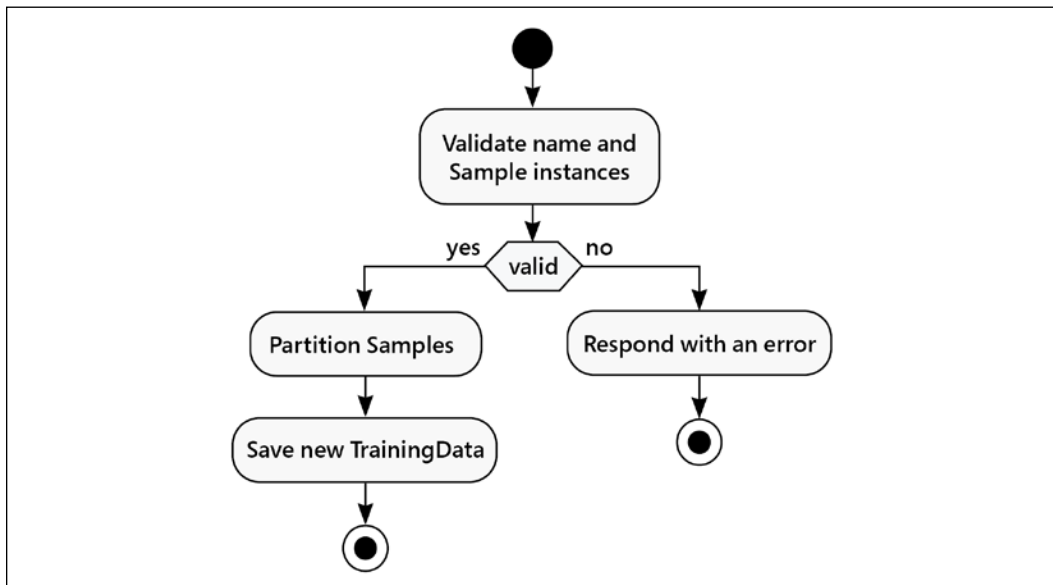 Validate name and
Sample instances
yes
valid
no
Partition Samples
Respond with an error
Save new TrainingData